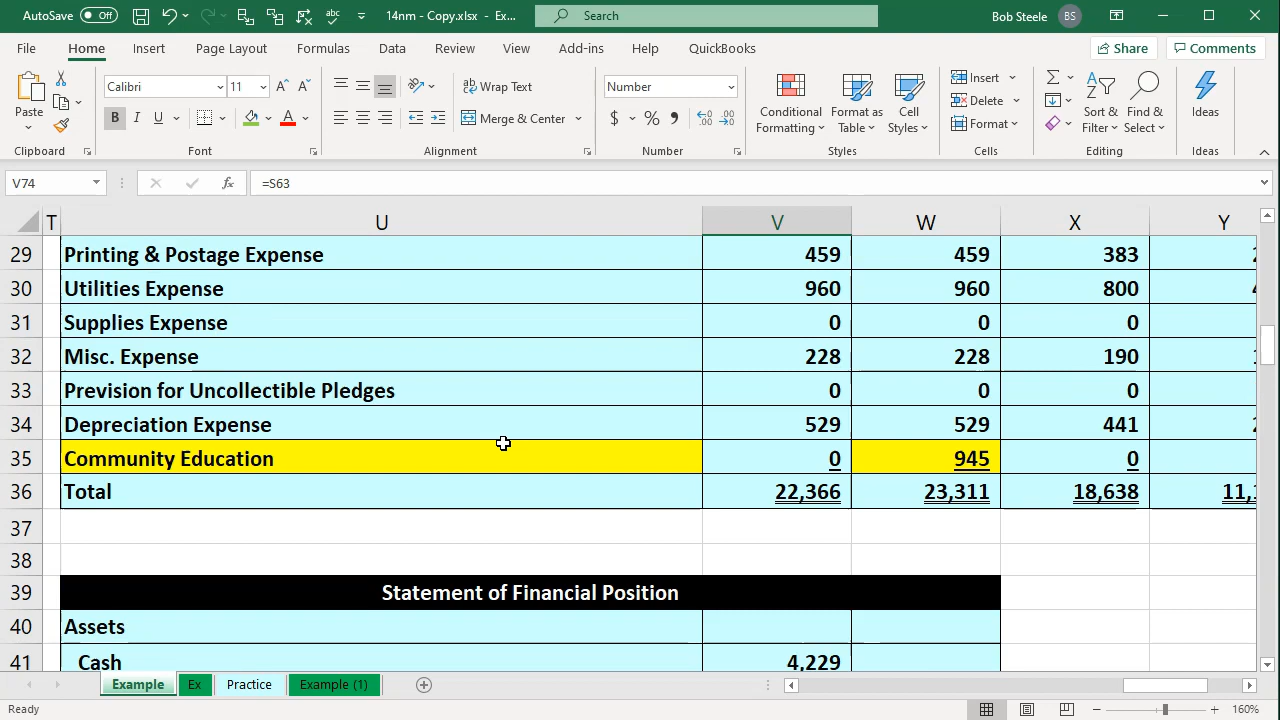 AutoSave Off 14nm - Copy.xlsx - Ex... Search Bob Steele BS
File Home Insert Page Layout Formulas Data Review View Add-ins Help QuickBooks Share Comments
Paste Calibri 11 Wrap Text Number Conditional Formatting Format as Table Cell Styles Insert Sort & Filter Find & Select Ideas
B I U Merge & Center $ % Delete
Format
Clipboard Font Alignment Number Styles Cells Editing Ideas
V74 fx =S63
T U V W X Y
29 Printing & Postage Expense 459 459 383
30 Utilities Expense 960 960 800
31 Supplies Expense 0 0 0
32 Misc. Expense 228 228 190
33 Prevision for Uncollectible Pledges 0 0 0
34 Depreciation Expense 529 529 441
35 Community Education 0 945 0
36 Total 22,366 23,311 18,638 11,
37
38
39 Statement of Financial Position
40 Assets
41 Cash 4,229
Example Ex Practice Example (1)
Ready 160%